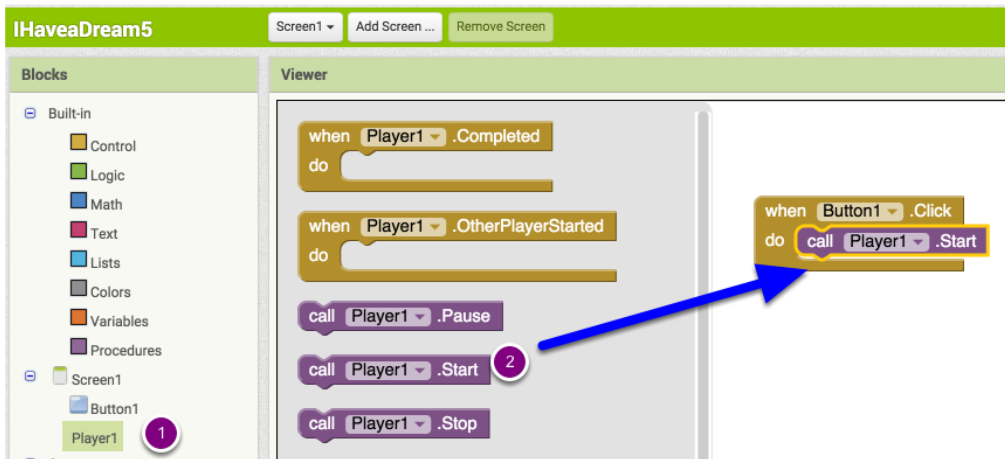 IHaveaDream5
Screen1
Add Screen ...
Remove Screen
Blocks
Viewer
Built-in
Control
Logic
Math
Text
Lists
Colors
Variables
Procedures
Screen1
Button1
Player1
1
when Player1 .Completed
do
when Player1 .OtherPlayerStarted
do
call Player1 .Pause
call Player1 .Start
2
call Player1 .Stop
when Button1 .Click
do call Player1 .Start